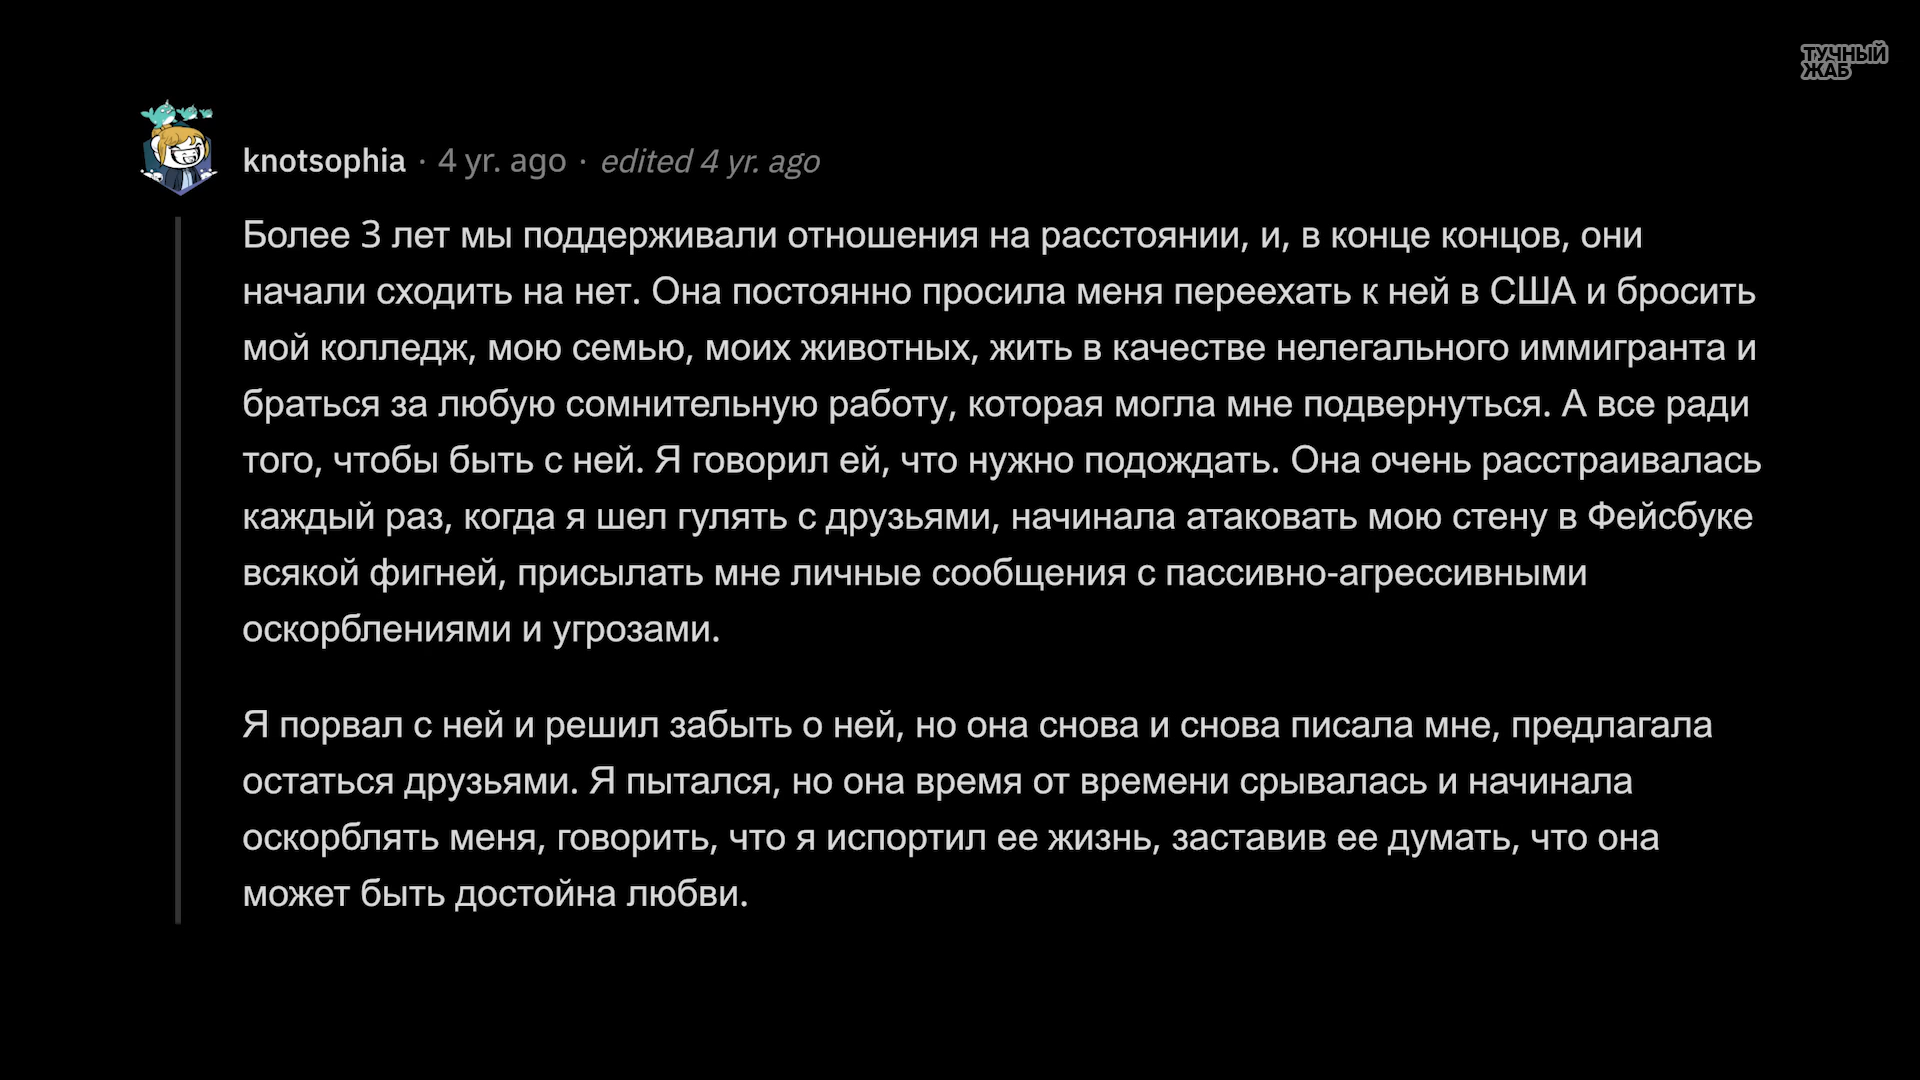 ТУЧНЫЙ
ЖАБ
knotsophia · 4 yr. ago · edited 4 yr. ago
Более 3 лет мы поддерживали отношения на расстоянии, и, в конце концов, они
начали сходить на нет. Она постоянно просила меня переехать к ней в США и бросить
мой колледж, мою семью, моих животных, жить в качестве нелегального иммигранта и
браться за любую сомнительную работу, которая могла мне подвернуться. А все ради
того, чтобы быть с ней. Я говорил ей, что нужно подождать. Она очень расстраивалась
каждый раз, когда я шел гулять с друзьями, начинала атаковать мою стену в Фейсбуке
всякой фигней, присылать мне личные сообщения с пассивно-агрессивными
оскорблениями и угрозами.
Я порвал с ней и решил забыть о ней, но она снова и снова писала мне, предлагала
остаться друзьями. Я пытался, но она время от времени срывалась и начинала
оскорблять меня, говорить, что я испортил ее жизнь, заставив ее думать, что она
может быть достойна любви.